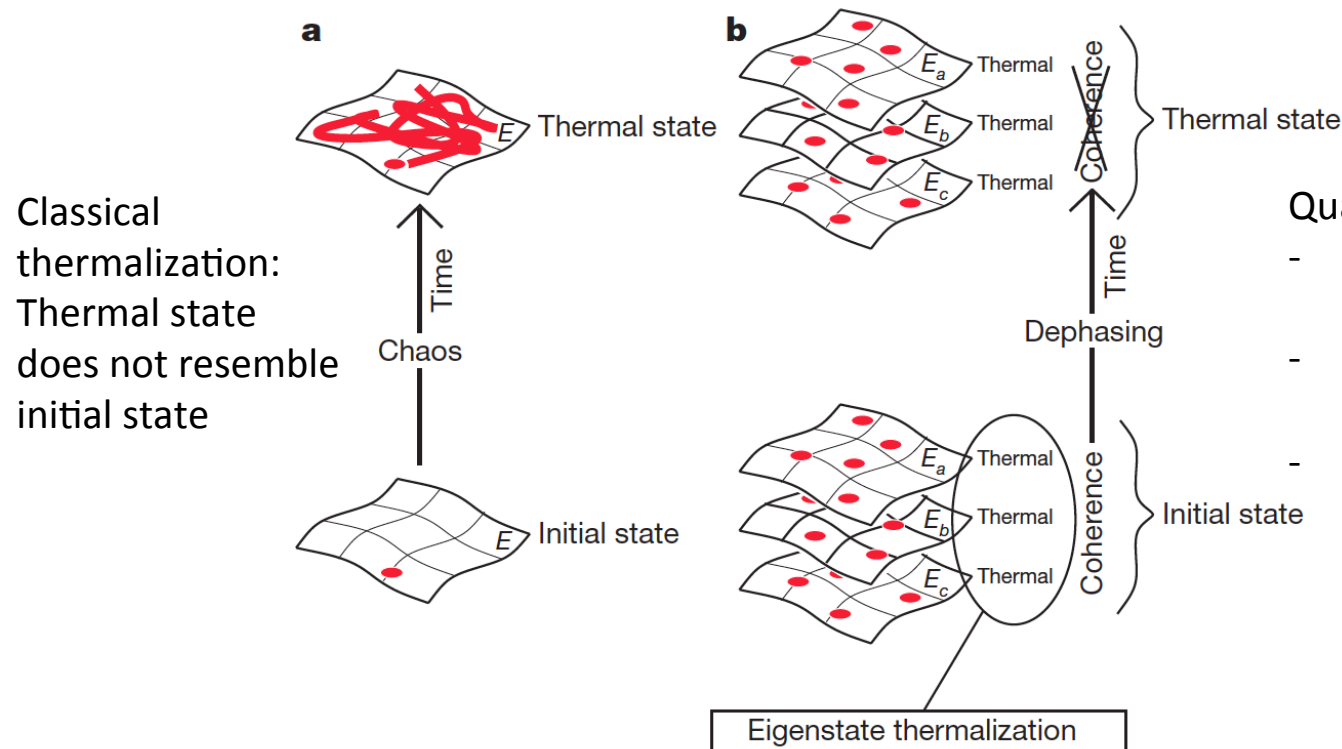 a
E
Thermal state
Time
Chaos
E
Initial state
Classical
thermalization:
Thermal state
does not resemble
initial state
b
E_a Thermal
E_b Thermal
E_c Thermal
Coherence
Thermal state
Time
Dephasing
E_a Thermal
E_b Thermal
E_c Thermal
Coherence
Initial state
Eigenstate thermalization
-
-
-